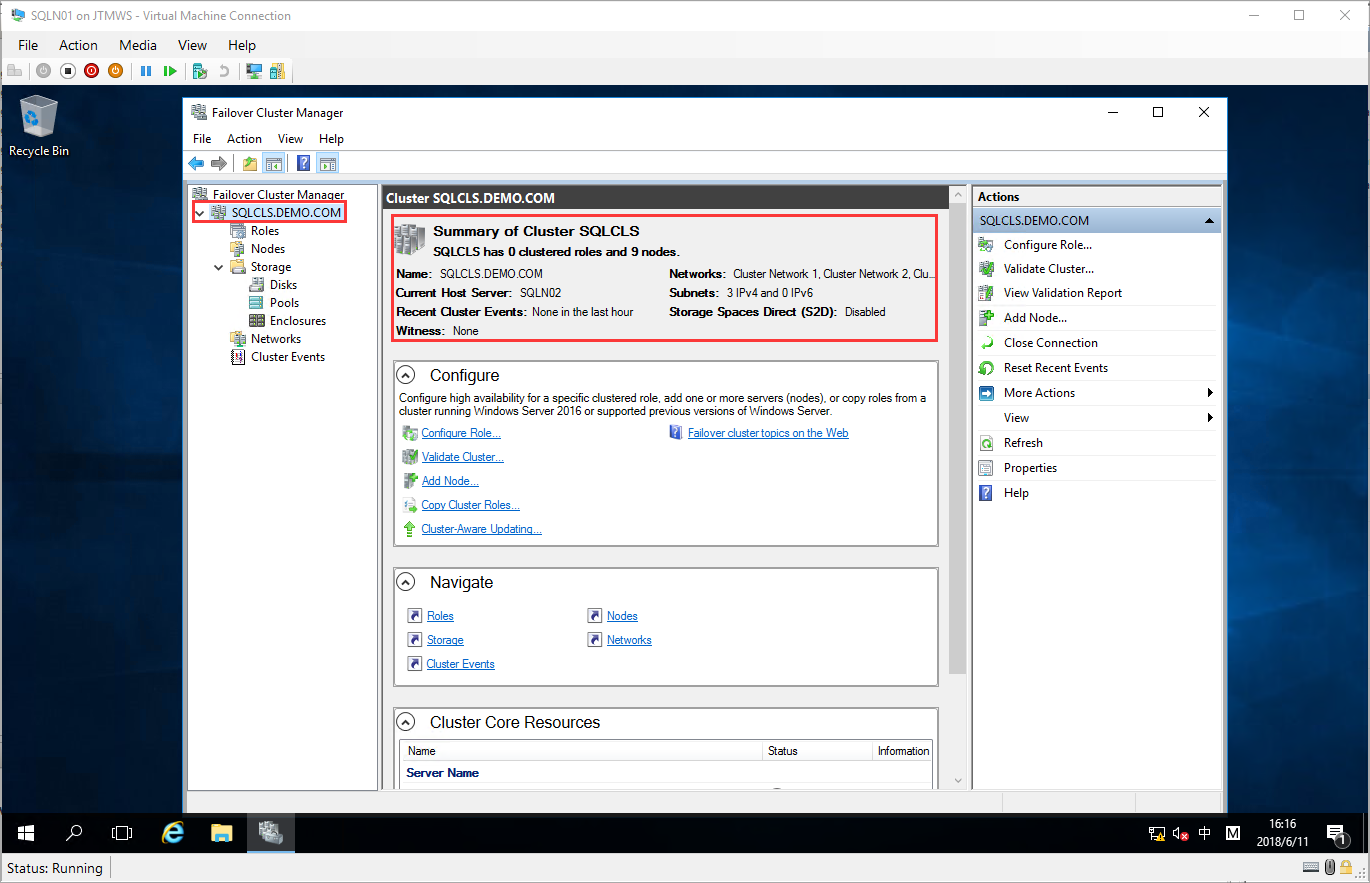 SQLN01 on JTMWS - Virtual Machine Connection
File Action Media View Help
Recycle Bin
Failover Cluster Manager
File Action View Help
Failover Cluster Manager
SQLCLS.DEMO.COM
Roles
Nodes
Storage
Disks
Pools
Enclosures
Networks
Cluster Events
Cluster SQLCLS.DEMO.COM
Summary of Cluster SQLCLS
SQLCLS has 0 clustered roles and 9 nodes.
Name: SQLCLS.DEMO.COM
Networks: Cluster Network 1, Cluster Network 2, Clu...
Current Host Server: SQLN02
Subnets: 3 IPv4 and 0 IPv6
Recent Cluster Events: None in the last hour
Storage Spaces Direct (S2D): Disabled
Witness: None
Configure
Configure high availability for a specific clustered role, add one or more servers (nodes), or copy roles from a
cluster running Windows Server 2016 or supported previous versions of Windows Server.
Configure Role...
Failover cluster topics on the Web
Validate Cluster...
Add Node...
Copy Cluster Roles...
Cluster-Aware Updating...
Navigate
Roles
Nodes
Storage
Networks
Cluster Events
Cluster Core Resources
Name Status Information
Server Name
Actions
SQLCLS.DEMO.COM
Configure Role...
Validate Cluster...
View Validation Report
Add Node...
Close Connection
Reset Recent Events
More Actions
View
Refresh
Properties
Help
中 M
16:16
2018/6/11
1
Status: Running